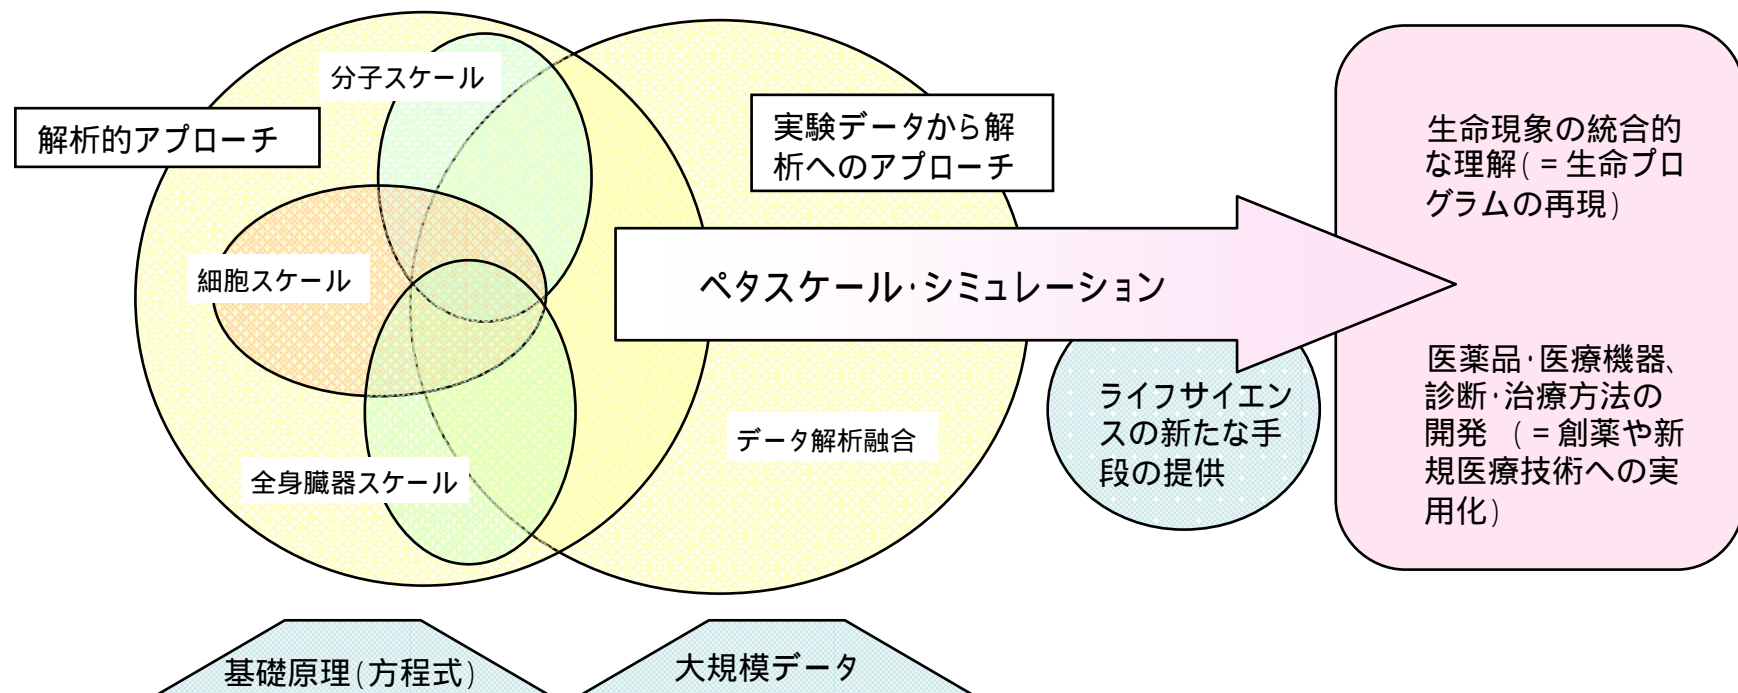 分子スケール
解析的アプローチ
実験データから解
析へのアプローチ
生命現象の統合的
な理解(=生命プロ
グラムの再現)
細胞スケール
ペタスケール・シミュレーション
医薬品・医療機器、
診断・治療方法の
開発 (=創薬や新
規医療技術への実
用化)
ライフサイエン
スの新たな手
段の提供
データ解析融合
全身臓器スケール
基礎原理(方程式)
大規模データ